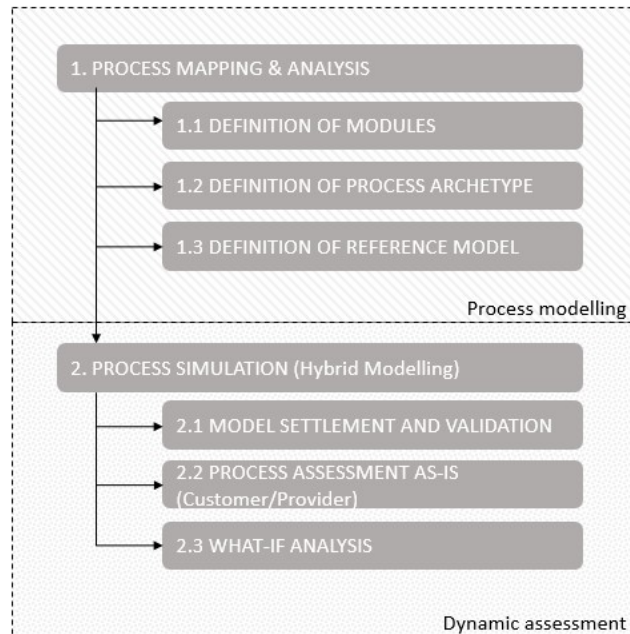 1. PROCESS MAPPING & ANALYSIS
1.1 DEFINITION OF MODULES
1.2 DEFINITION OF PROCESS ARCHETYPE
1.3 DEFINITION OF REFERENCE MODEL
Process modelling
2. PROCESS SIMULATION (Hybrid Modelling)
2.1 MODEL SETTLEMENT AND VALIDATION
2.2 PROCESS ASSESSMENT AS-IS
(Customer/Provider)
2.3 WHAT-IF ANALYSIS
Dynamic assessment